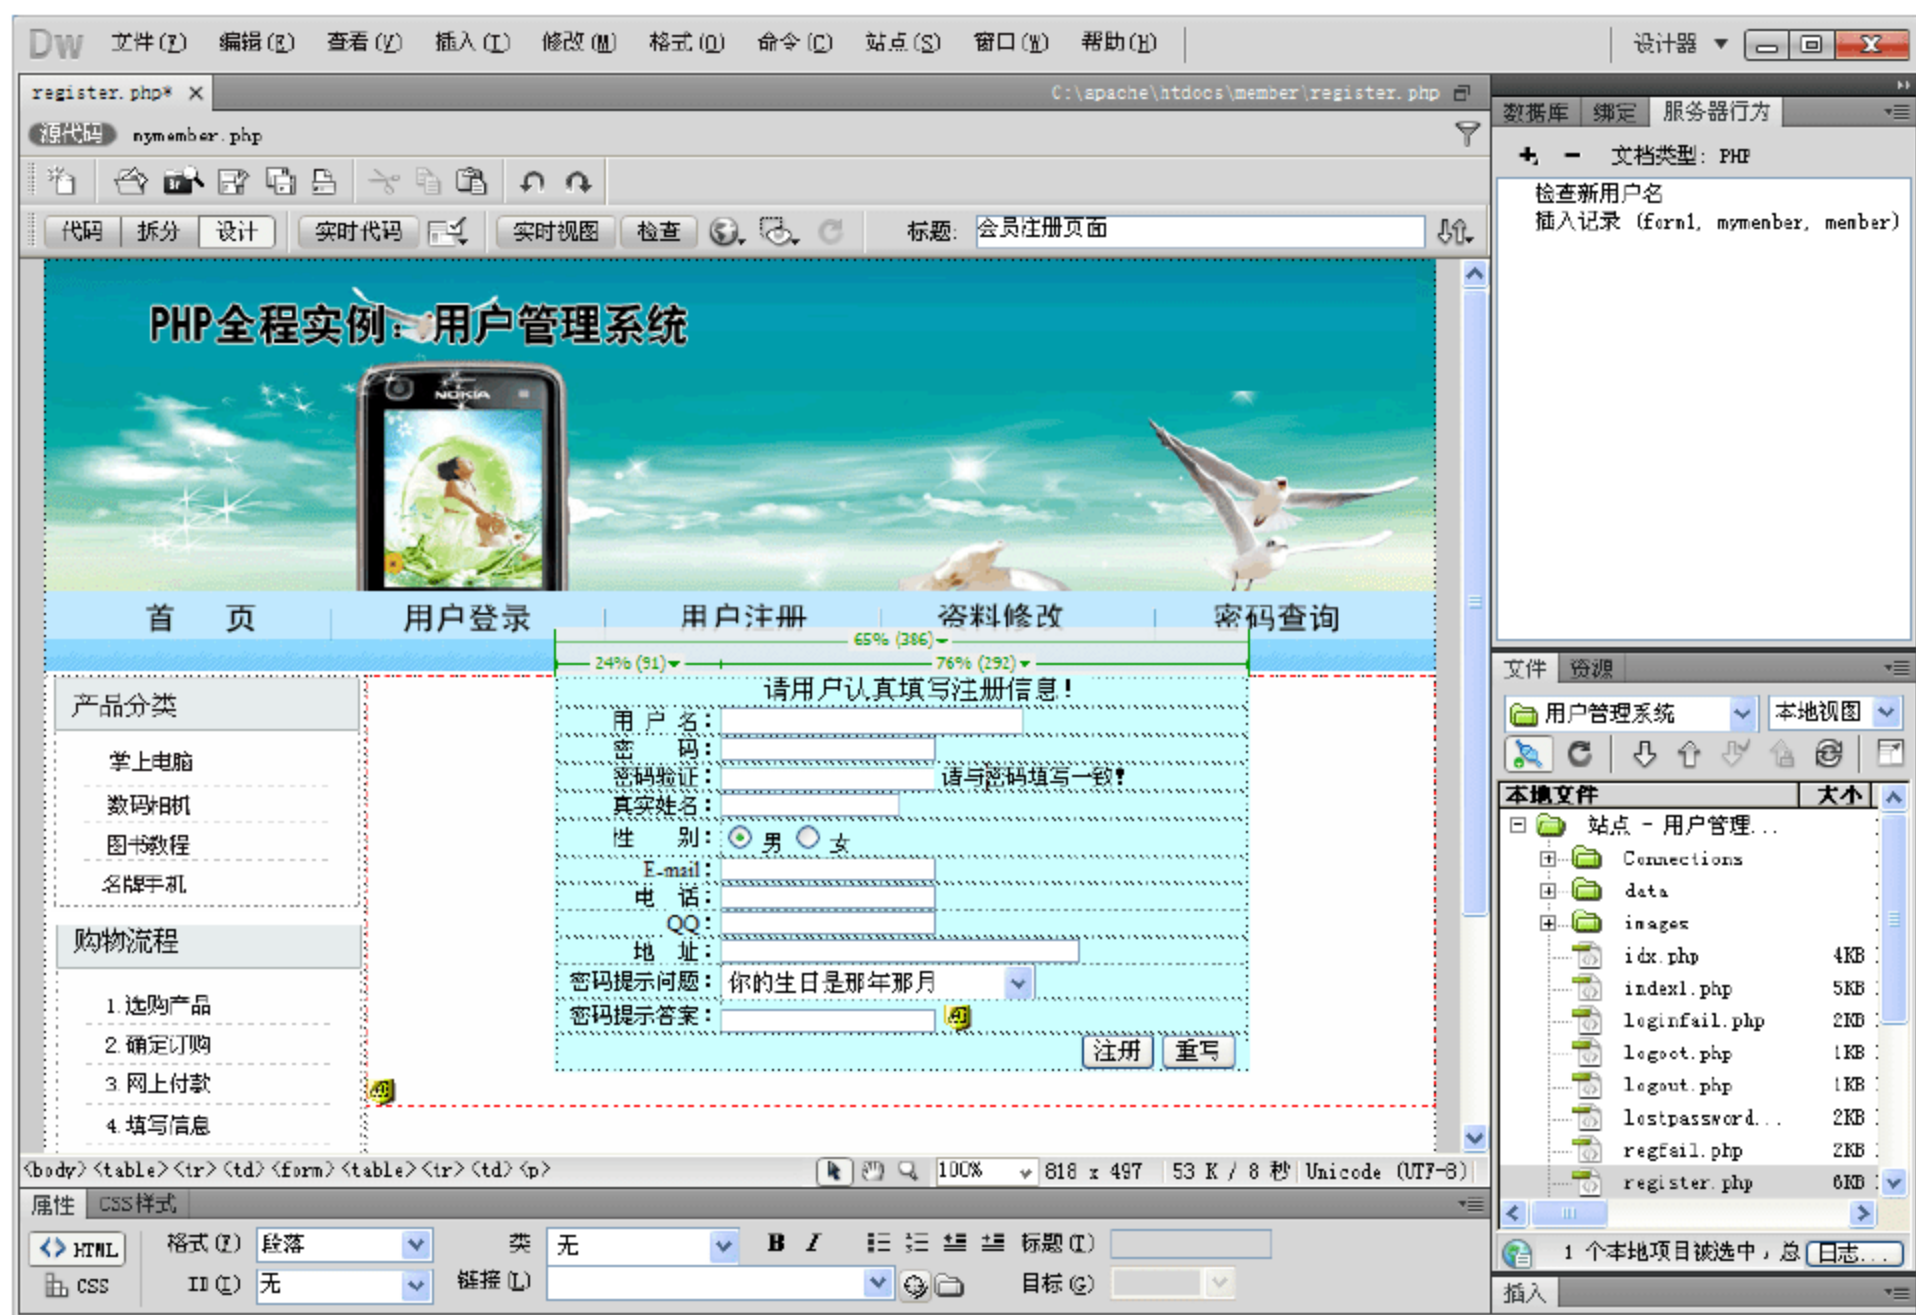 Dw 文件(F) 编辑(E) 查看(V) 插入(I) 修改(M) 格式(O) 命令(C) 站点(S) 窗口(W) 帮助(H) 设计器
register.php* C:\apache\htdocs\member\register.php
源代码 mymember.php
代码 拆分 设计 实时代码 实时视图 检查 标题: 会员注册页面
PHP全程实例：用户管理系统
NOKIA
首 页 用户登录 用户注册 资料修改 密码查询
65% (386)
24% (91) 76% (292)
产品分类
掌上电脑
数码相机
图书教程
名牌手机
购物流程
1.选购产品
2.确定订购
3.网上付款
4.填写信息
请用户认真填写注册信息！
用 户 名：
密 码：
密码验证： 请与密码填写一致！
真实姓名：
性 别： 男 女
E-mail：
电 话：
QQ：
地 址：
密码提示问题： 你的生日是那年那月
密码提示答案：
注册 重写
<body><table><tr><td><form><table><tr><td><p> 100% 818 x 497 53 K / 8 秒 Unicode (UTF-8)
属性 CSS样式
HTML 格式(F) 段落 类 无 B I 标题(T)
CSS ID(I) 无 链接(L) 目标(G)
数据库 绑定 服务器行为
文档类型: PHP
检查新用户名
插入记录 (form1, mymember, member)
文件 资源
用户管理系统 本地视图
本地文件 大小
站点 - 用户管理...
Connections
data
images
idx.php 4KB
index1.php 5KB
loginfail.php 2KB
logoot.php 1KB
logout.php 1KB
lostpassword... 2KB
regfail.php 2KB
register.php 6KB
1 个本地项目被选中，总 日志...
插入